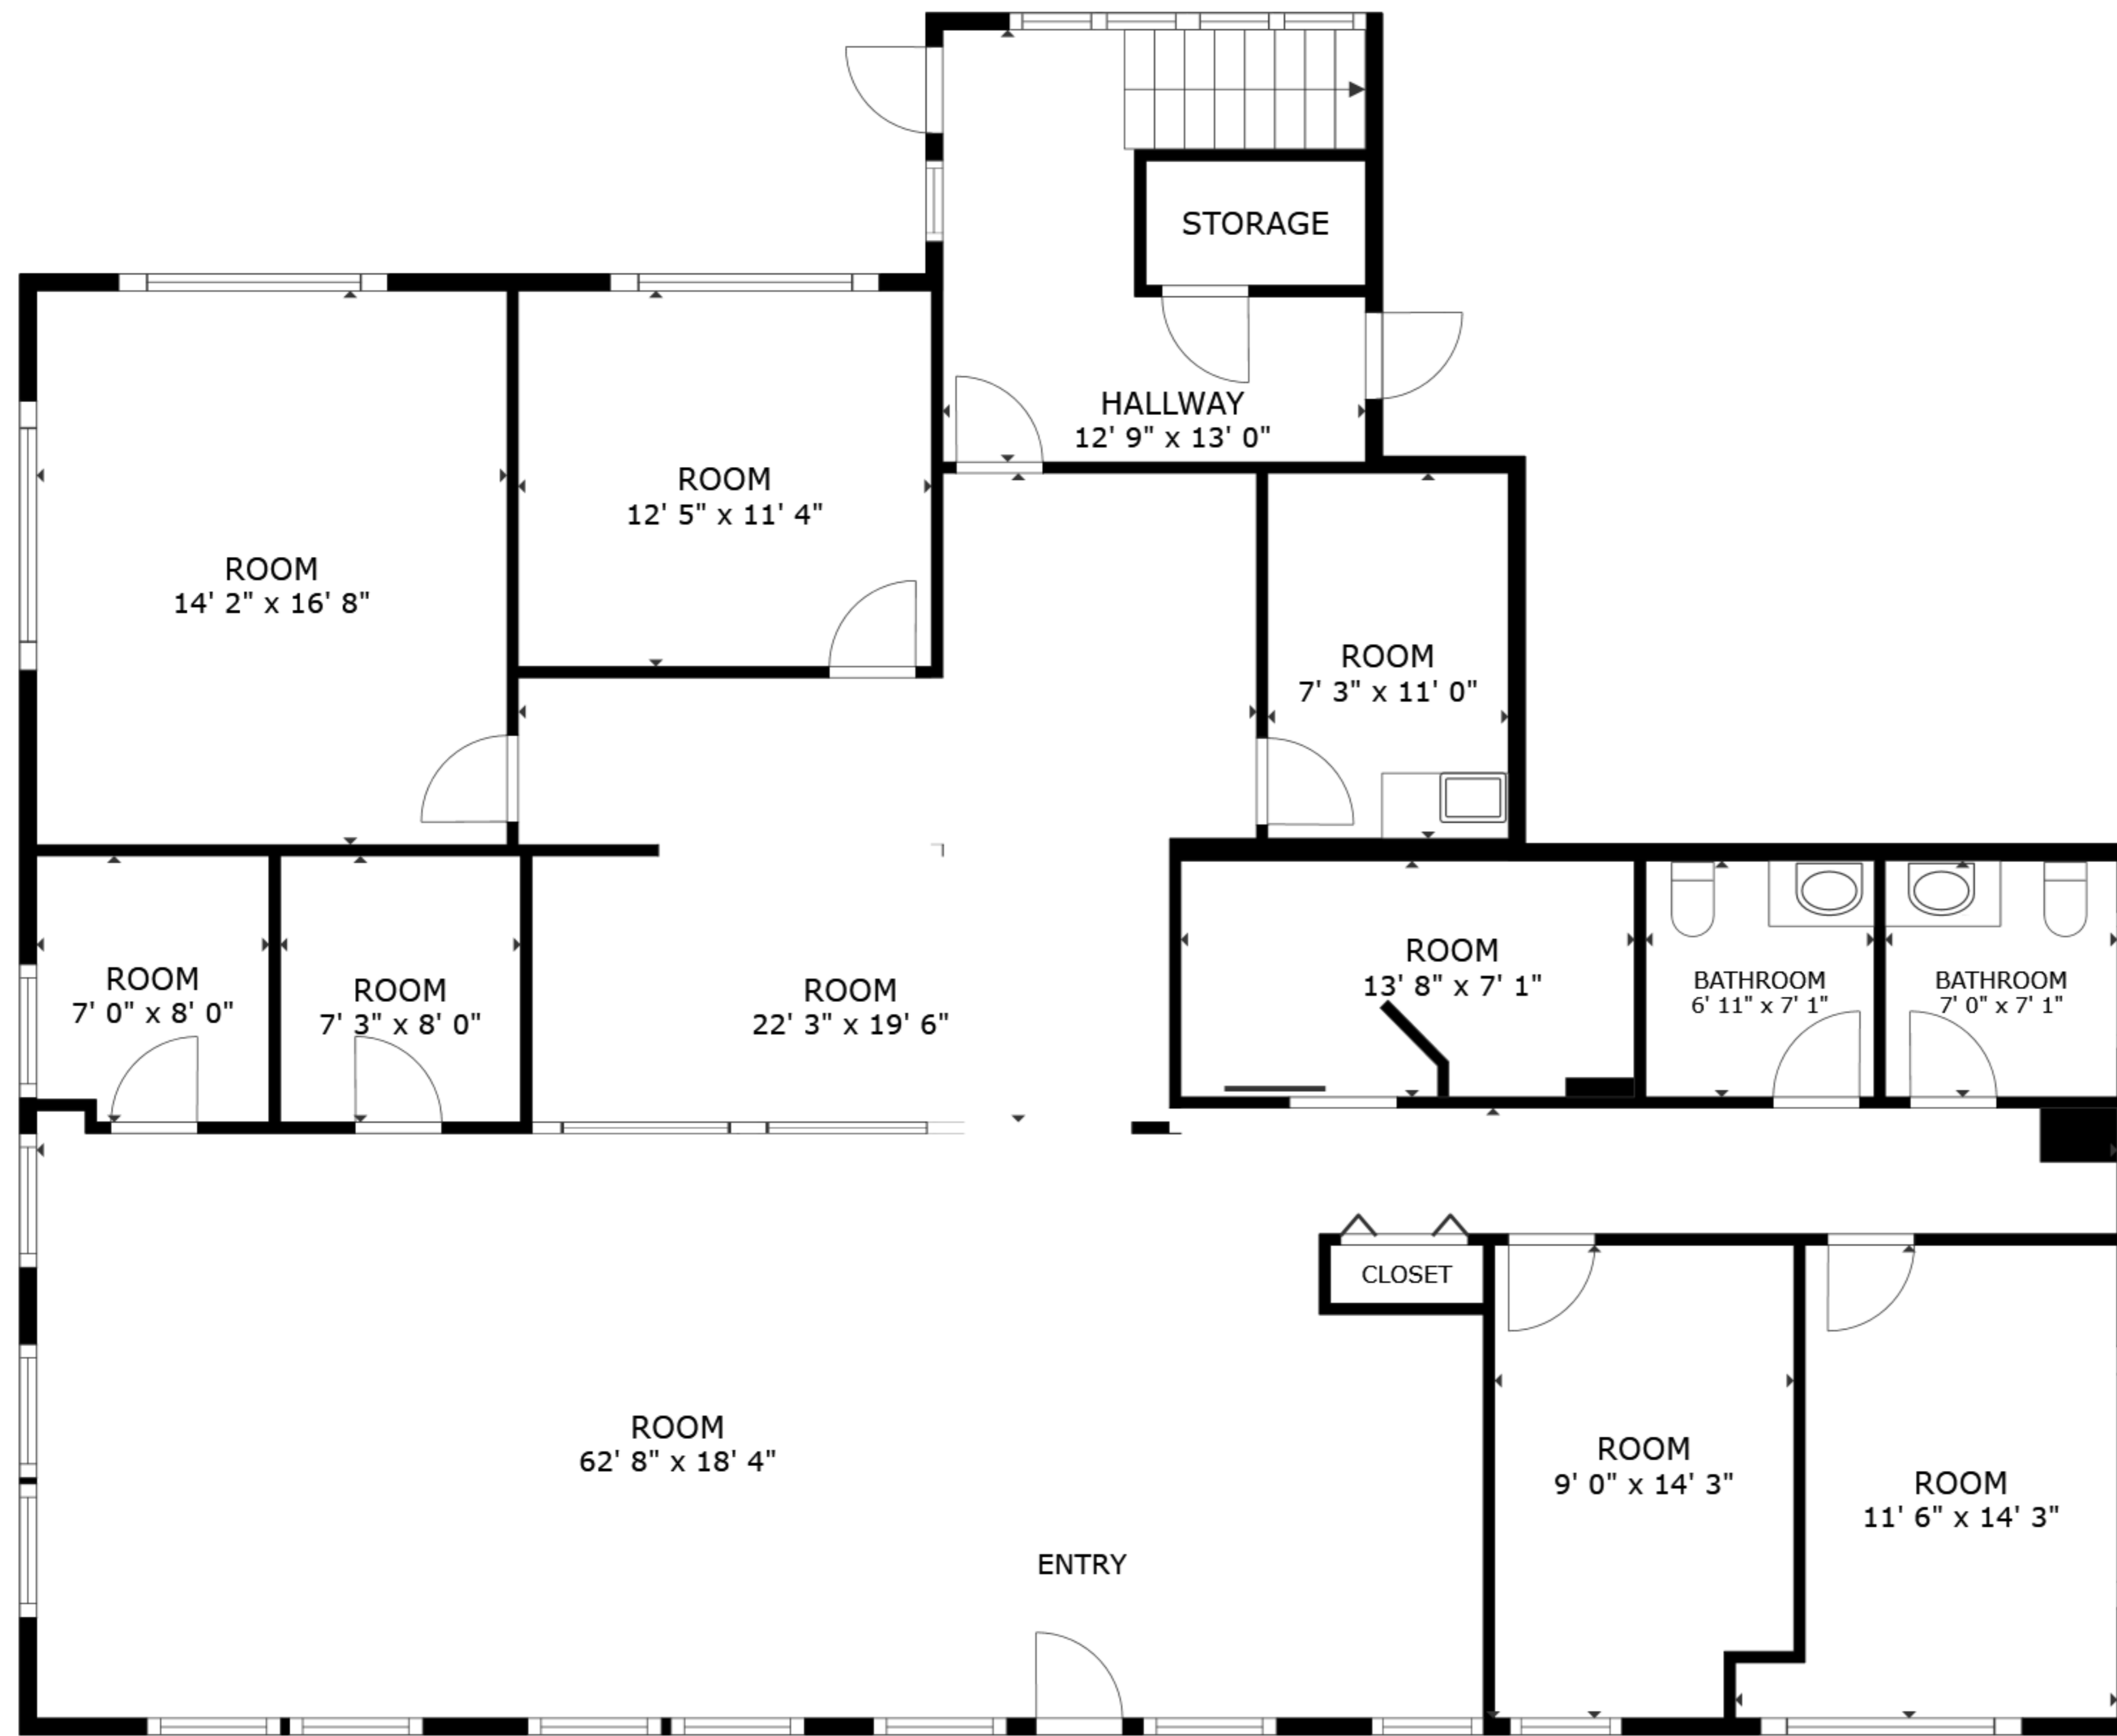 STORAGE
HALLWAY
12' 9" x 13' 0"
ROOM
12' 5" x 11' 4"
ROOM
14' 2" x 16' 8"
ROOM
7' 3" x 11' 0"
ROOM
7' 0" x 8' 0"
ROOM
7' 3" x 8' 0"
ROOM
22' 3" x 19' 6"
ROOM
13' 8" x 7' 1"
BATHROOM
6' 11" x 7' 1"
BATHROOM
7' 0" x 7' 1"
CLOSET
ROOM
62' 8" x 18' 4"
ROOM
9' 0" x 14' 3"
ROOM
11' 6" x 14' 3"
ENTRY